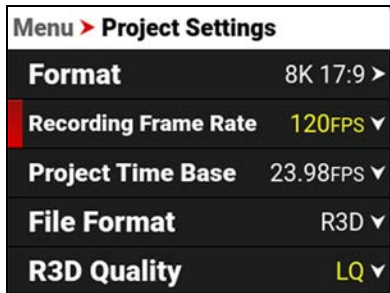 Menu > Project Settings
Format 8K 17:9 >
Recording Frame Rate 120FPS
Project Time Base 23.98FPS
File Format R3D
R3D Quality LQ